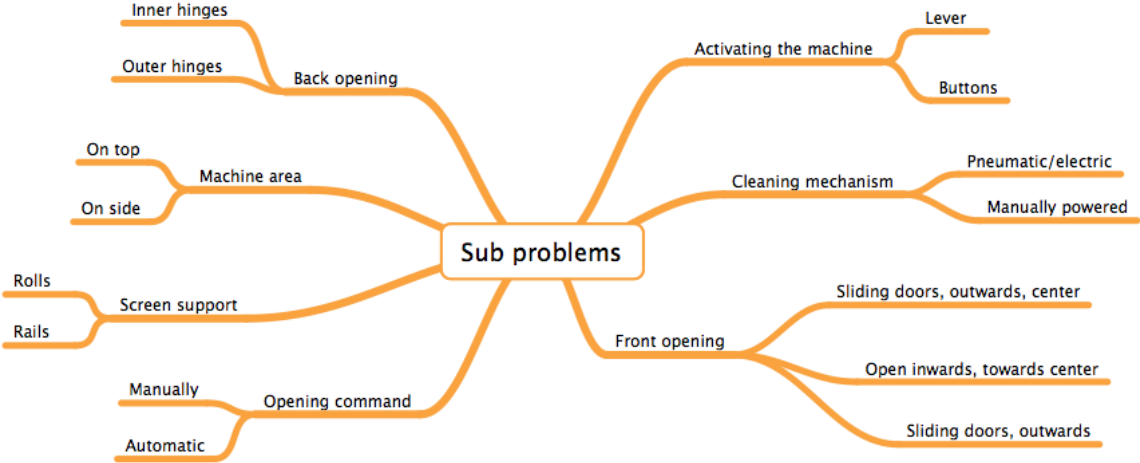 Sub problems
Back opening
Inner hinges
Outer hinges
Machine area
On top
On side
Screen support
Rolls
Rails
Opening command
Manually
Automatic
Activating the machine
Lever
Buttons
Cleaning mechanism
Pneumatic/electric
Manually powered
Front opening
Sliding doors, outwards, center
Open inwards, towards center
Sliding doors, outwards